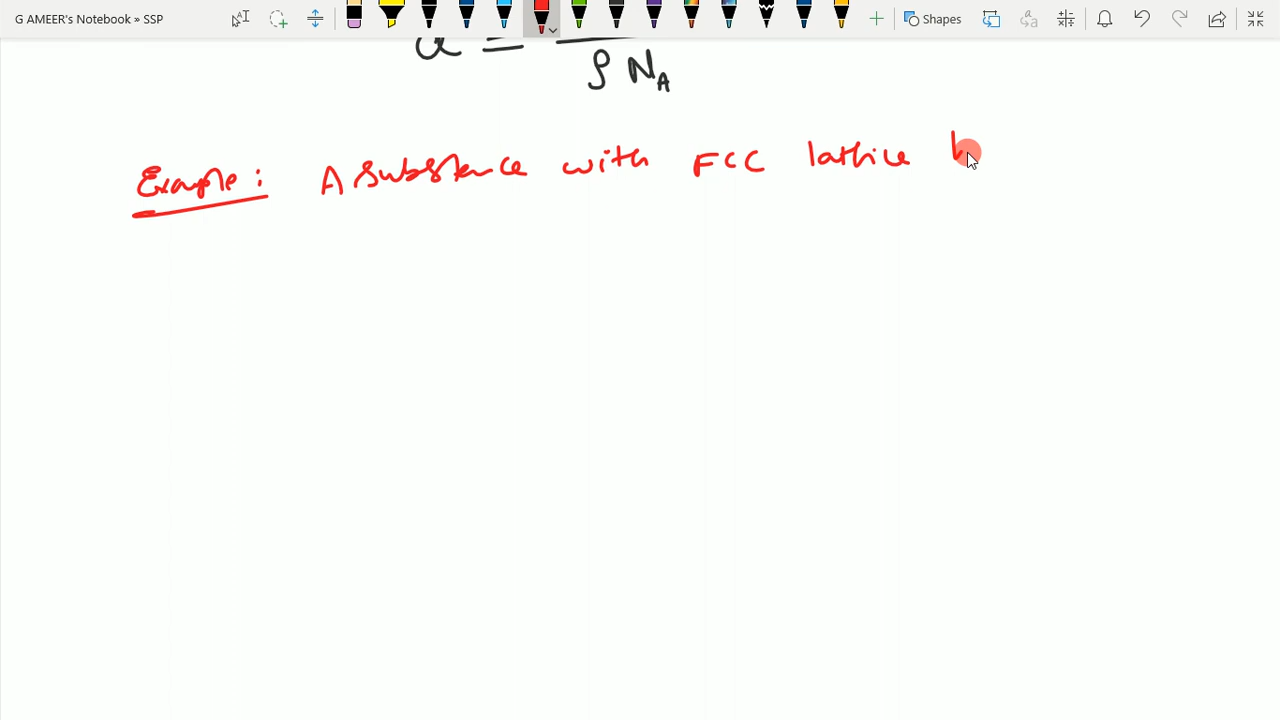 G AMEER's Notebook » SSP
Shapes
a =
ρ N_A
Example: A substance with FCC lattice h